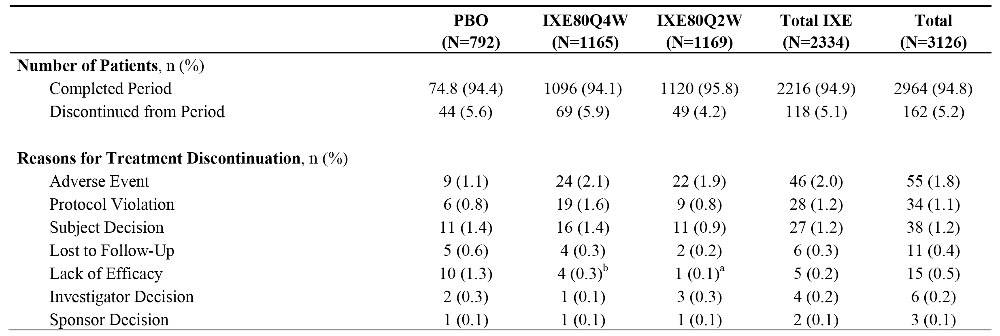 PBO IXE80Q4W IXE80Q2W Total IXE Total
(N=792) (N=1165) (N=1169) (N=2334) (N=3126)
Number of Patients, n (%)
Completed Period 74.8 (94.4) 1096 (94.1) 1120 (95.8) 2216 (94.9) 2964 (94.8)
Discontinued from Period 44 (5.6) 69 (5.9) 49 (4.2) 118 (5.1) 162 (5.2)
Reasons for Treatment Discontinuation, n (%)
Adverse Event 9 (1.1) 24 (2.1) 22 (1.9) 46 (2.0) 55 (1.8)
Protocol Violation 6 (0.8) 19 (1.6) 9 (0.8) 28 (1.2) 34 (1.1)
Subject Decision 11 (1.4) 16 (1.4) 11 (0.9) 27 (1.2) 38 (1.2)
Lost to Follow-Up 5 (0.6) 4 (0.3) 2 (0.2) 6 (0.3) 11 (0.4)
Lack of Efficacy 10 (1.3) 4 (0.3)b 1 (0.1)a 5 (0.2) 15 (0.5)
Investigator Decision 2 (0.3) 1 (0.1) 3 (0.3) 4 (0.2) 6 (0.2)
Sponsor Decision 1 (0.1) 1 (0.1) 1 (0.1) 2 (0.1) 3 (0.1)